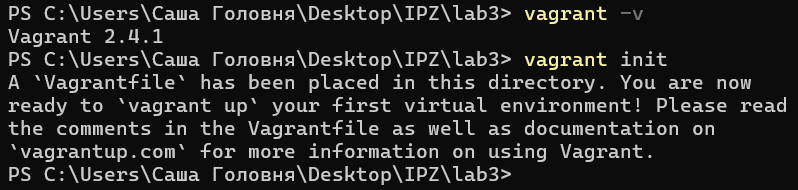 PS C:\Users\Саша Головня\Desktop\IPZ\lab3> vagrant -v
Vagrant 2.4.1
PS C:\Users\Саша Головня\Desktop\IPZ\lab3> vagrant init
A `Vagrantfile` has been placed in this directory. You are now
ready to `vagrant up` your first virtual environment! Please read
the comments in the Vagrantfile as well as documentation on
`vagrantup.com` for more information on using Vagrant.
PS C:\Users\Саша Головня\Desktop\IPZ\lab3>